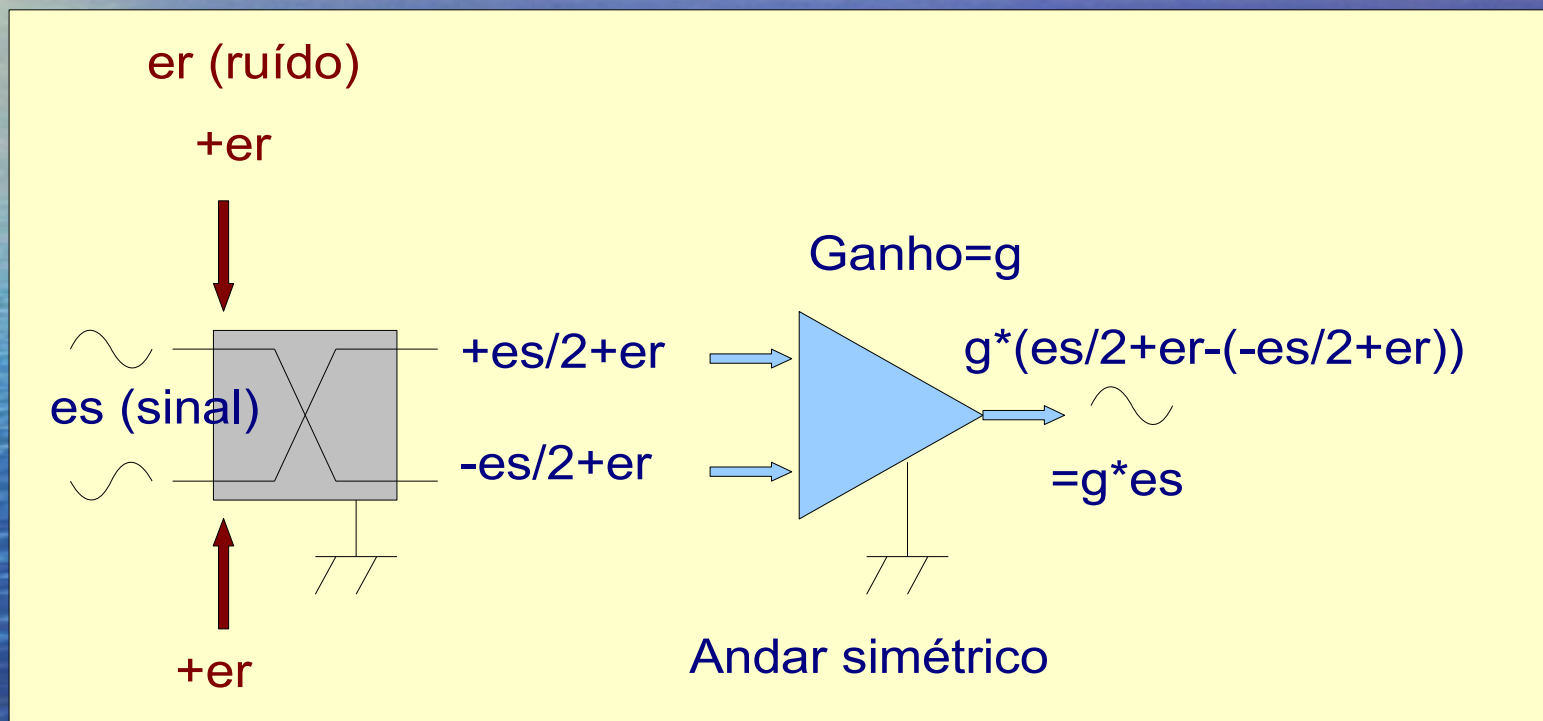 er (ruído)
+er
Ganho=g
+es/2+er
g*(es/2+er-(-es/2+er))
es (sinal)
-es/2+er
=g*es
+er
Andar simétrico